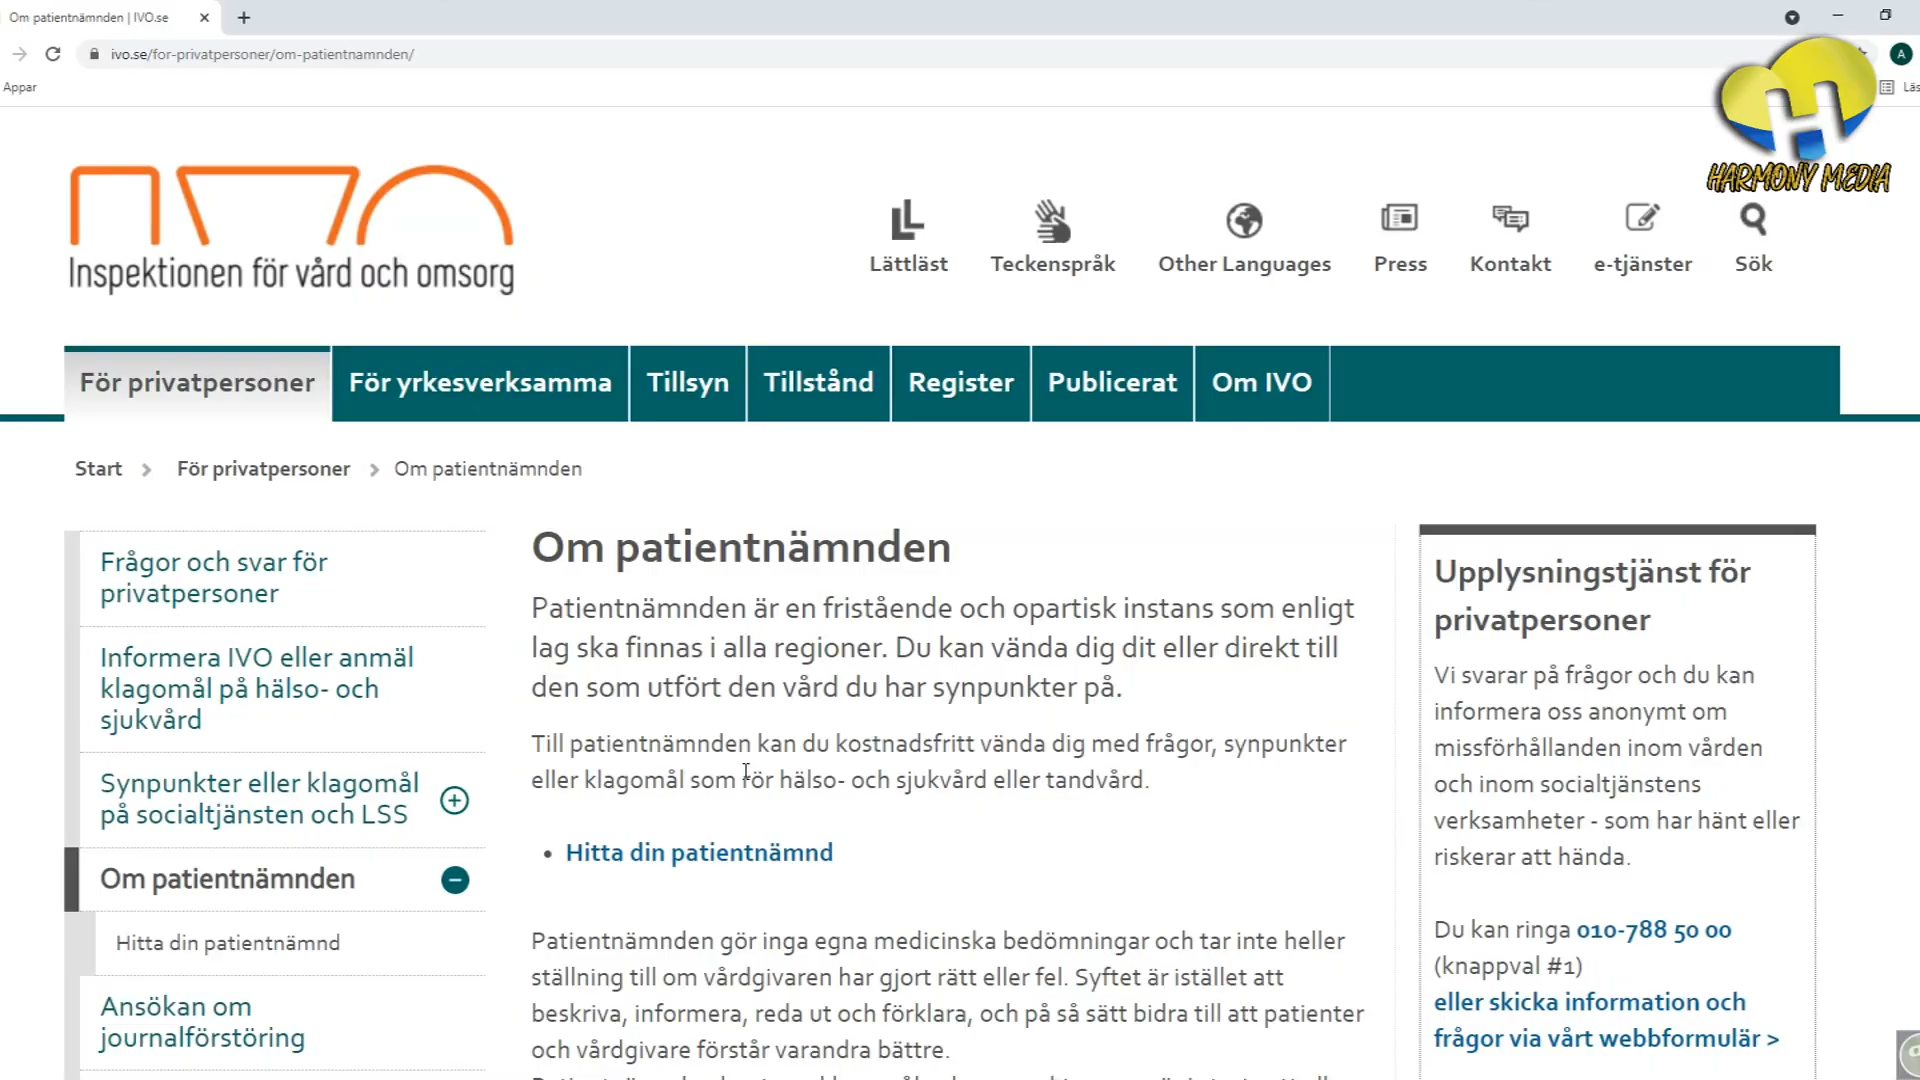 Om patientnämnden | IVO.se
ivo.se/for-privatpersoner/om-patientnamnden/
A
Appar
HARMONY MEDIA
Inspektionen för vård och omsorg
Lättläst
Teckenspråk
Other Languages
Press
Kontakt
e-tjänster
Sök
För privatpersoner
För yrkesverksamma
Tillsyn
Tillstånd
Register
Publicerat
Om IVO
Start
För privatpersoner
Om patientnämnden
Frågor och svar för
privatpersoner
Informera IVO eller anmäl
klagomål på hälso- och
sjukvård
Synpunkter eller klagomål
på socialtjänsten och LSS
Om patientnämnden
Hitta din patientnämnd
Ansökan om
journalförstöring
Om patientnämnden
Patientnämnden är en fristående och opartisk instans som enligt
lag ska finnas i alla regioner. Du kan vända dig dit eller direkt till
den som utfört den vård du har synpunkter på.
Till patientnämnden kan du kostnadsfritt vända dig med frågor, synpunkter
eller klagomål som rör hälso- och sjukvård eller tandvård.
• Hitta din patientnämnd
Patientnämnden gör inga egna medicinska bedömningar och tar inte heller
ställning till om vårdgivaren har gjort rätt eller fel. Syftet är istället att
beskriva, informera, reda ut och förklara, och på så sätt bidra till att patienter
och vårdgivare förstår varandra bättre.
Upplysningstjänst för
privatpersoner
Vi svarar på frågor och du kan
informera oss anonymt om
missförhållanden inom vården
och inom socialtjänstens
verksamheter - som har hänt eller
riskerar att hända.
Du kan ringa 010-788 50 00
(knappval #1)
eller skicka information och
frågor via vårt webbformulär >